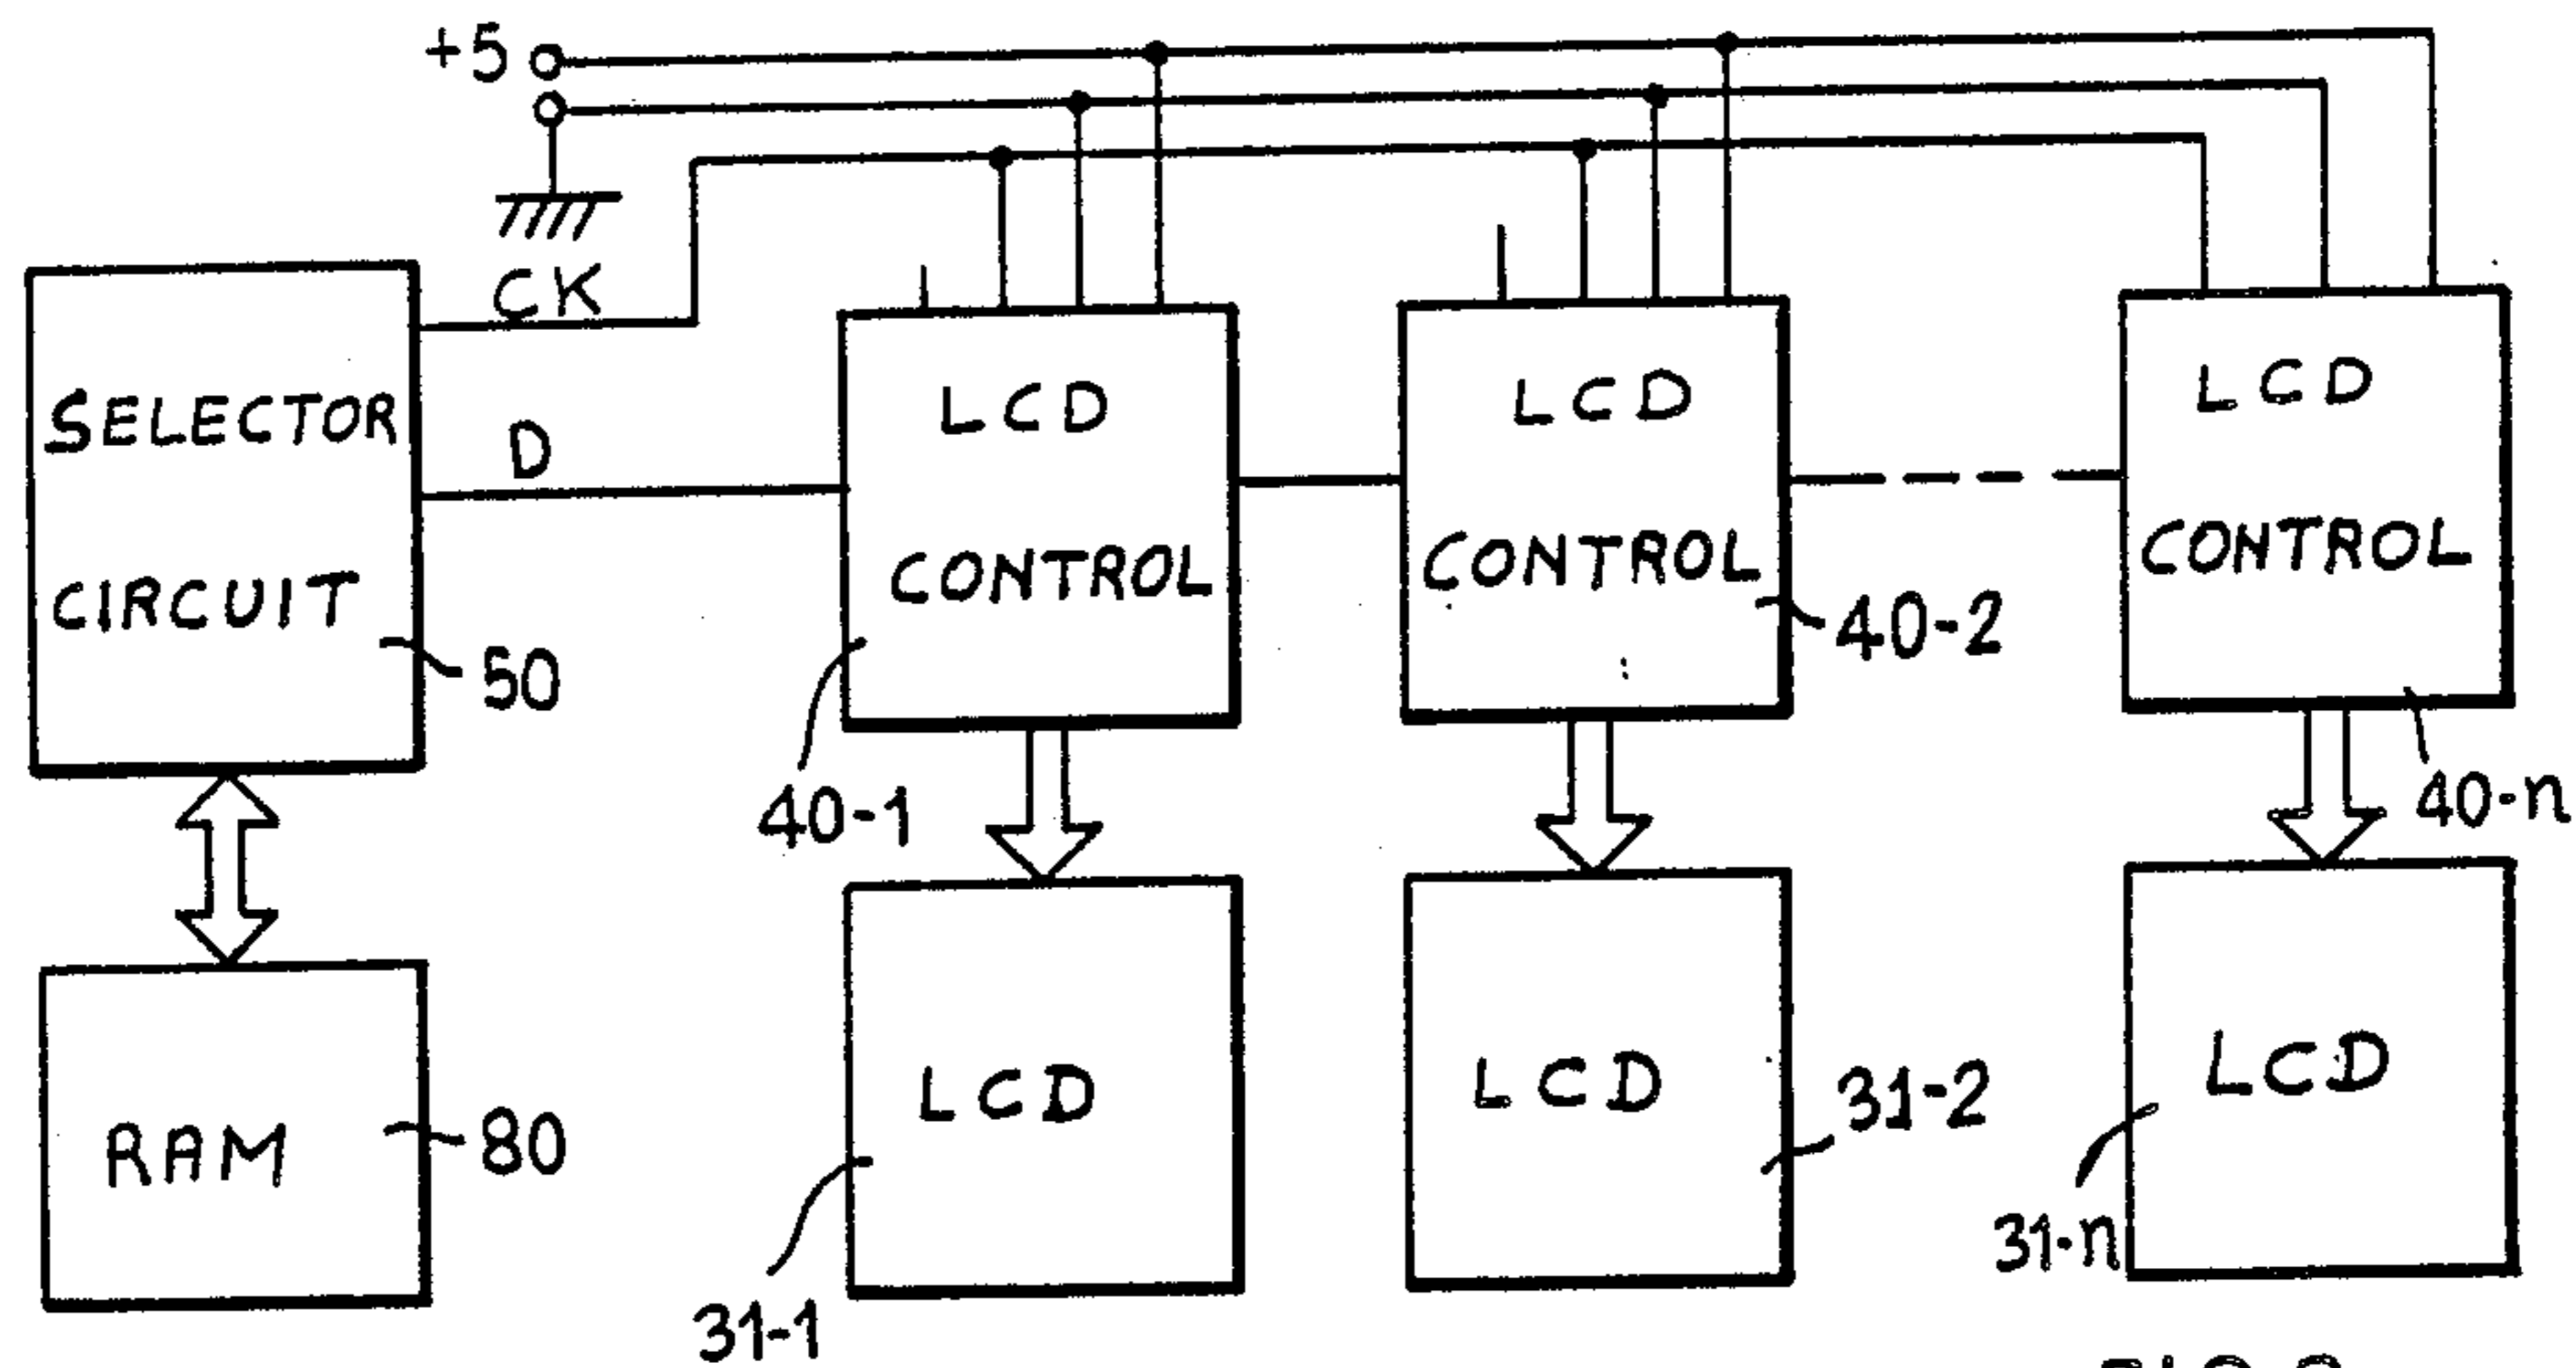 +5
CK
SELECTOR
CIRCUIT
50
D
LCD
CONTROL
40-1
LCD
CONTROL
40-2
LCD
CONTROL
40-n
RAM
80
LCD
31-1
LCD
31-2
LCD
31-n